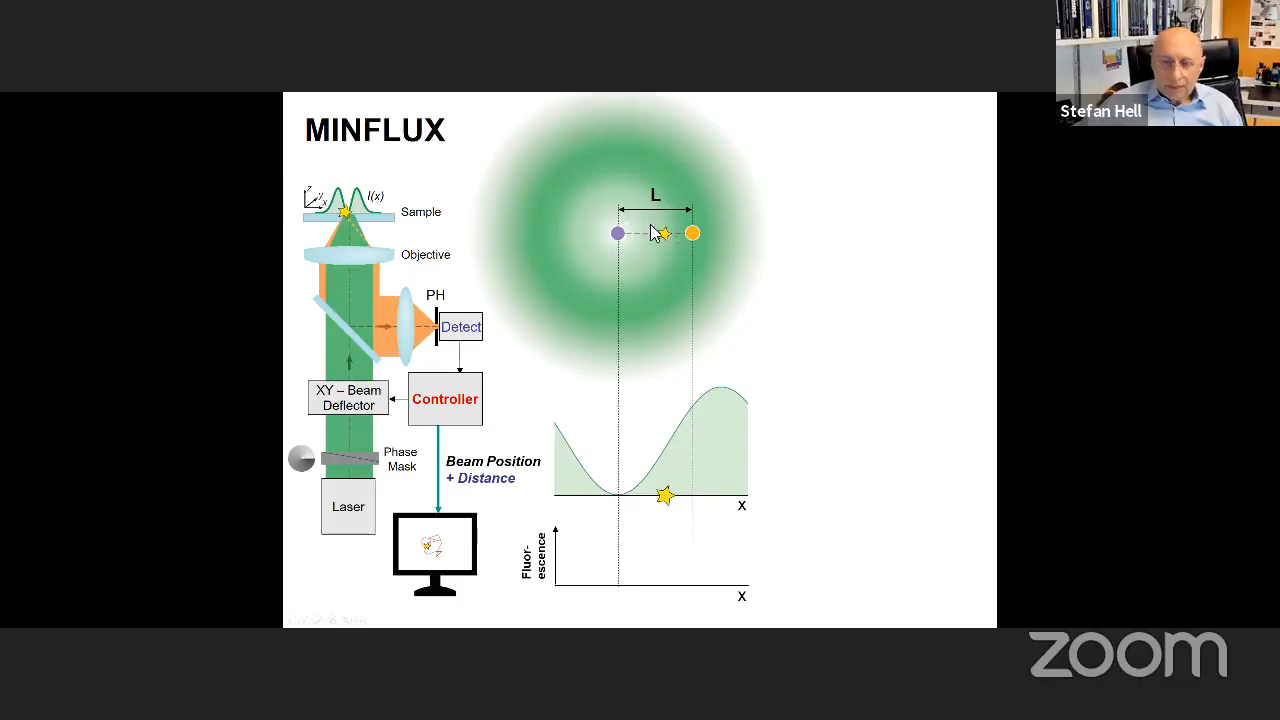 Stefan Hell
MINFLUX
z
y
x
I(x)
Sample
Objective
PH
Detect
XY – Beam
Deflector
Controller
Phase
Mask
Beam Position
+ Distance
Laser
L
X
Fluor-
escence
X
zoom